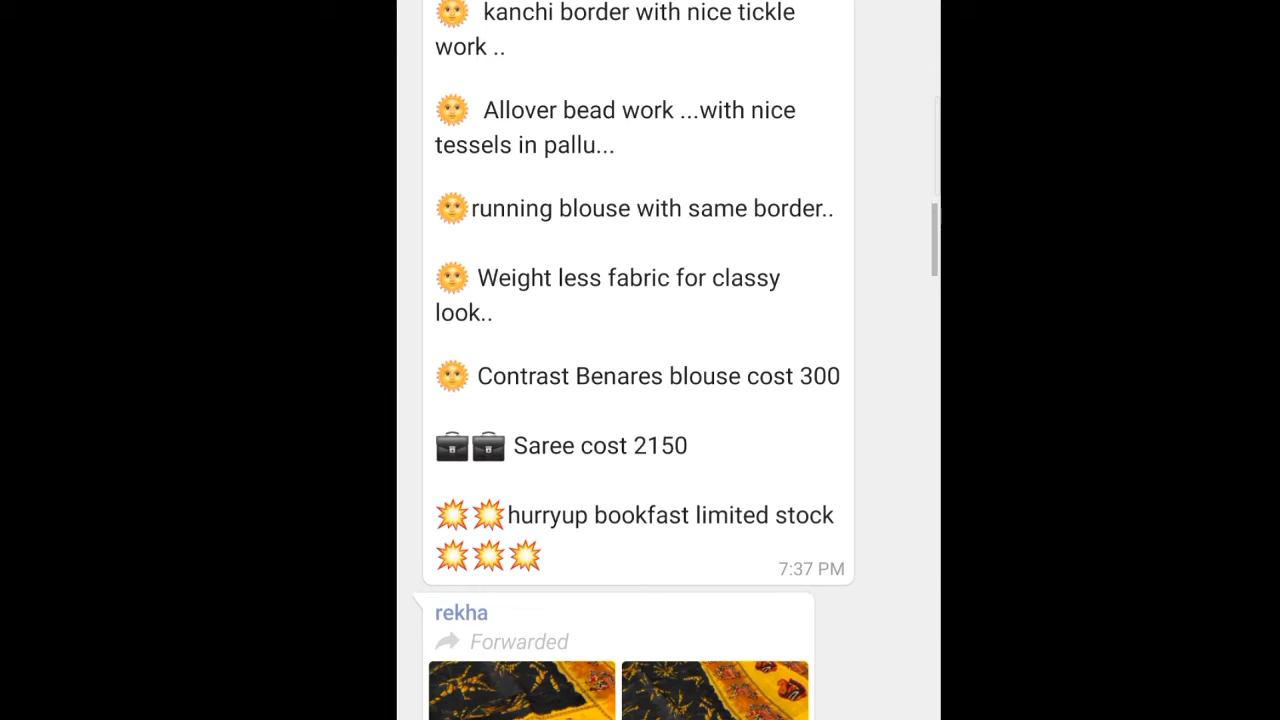 🌞 kanchi border with nice tickle
work ..
🌞 Allover bead work ...with nice
tessels in pallu...
🌞running blouse with same border..
🌞 Weight less fabric for classy
look..
🌞 Contrast Benares blouse cost 300
💼💼 Saree cost 2150
💥💥hurryup bookfast limited stock
💥💥💥
7:37 PM
rekha
Forwarded